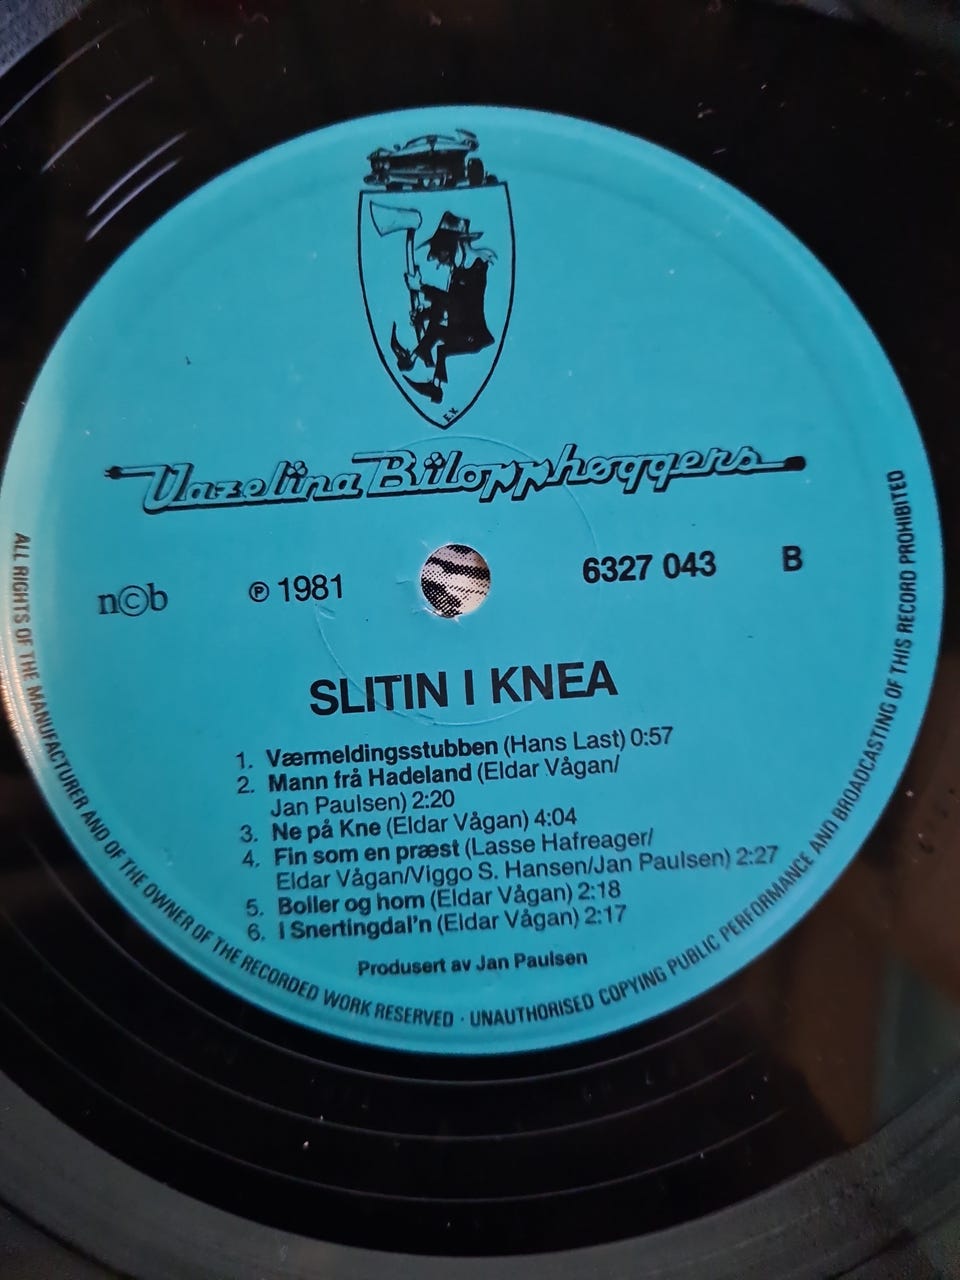 E.V.
Vazelina Bilopphøggers
n©b
℗ 1981
6327 043
B
SLITIN I KNEA
1. Værmeldingsstubben (Hans Last) 0:57
2. Mann frå Hadeland (Eldar Vågan/
Jan Paulsen) 2:20
3. Ne på Kne (Eldar Vågan) 4:04
4. Fin som en præst (Lasse Hafreager/
Eldar Vågan/Viggo S. Hansen/Jan Paulsen) 2:27
5. Boller og horn (Eldar Vågan) 2:18
6. I Snertingdal'n (Eldar Vågan) 2:17
Produsert av Jan Paulsen
ALL RIGHTS OF THE MANUFACTURER AND OF THE OWNER OF THE RECORDED WORK RESERVED · UNAUTHORISED COPYING PUBLIC PERFORMANCE AND BROADCASTING OF THIS RECORD PROHIBITED